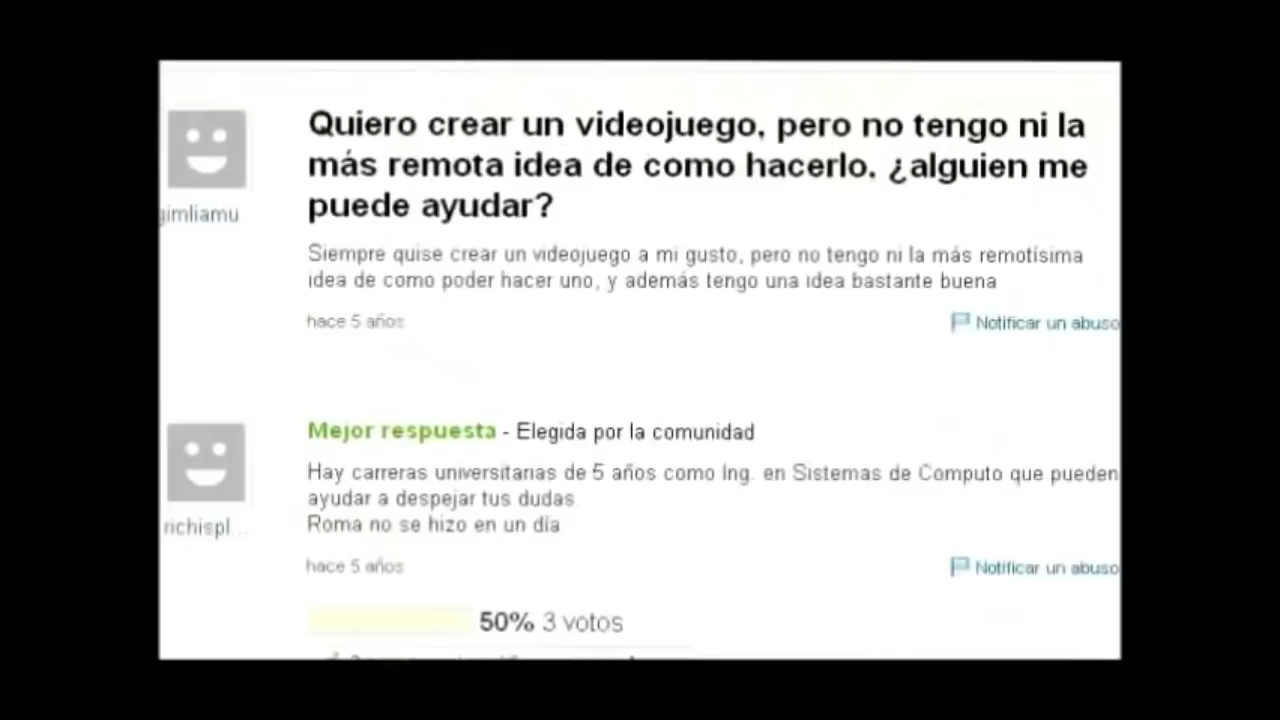 Quiero crear un videojuego, pero no tengo ni la
más remota idea de como hacerlo. ¿alguien me
puede ayudar?
gimliamu
Siempre quise crear un videojuego a mi gusto, pero no tengo ni la más remotísima
idea de como poder hacer uno, y además tengo una idea bastante buena
hace 5 años
Notificar un abuso
Mejor respuesta - Elegida por la comunidad
Hay carreras universitarias de 5 años como Ing. en Sistemas de Computo que pueden
ayudar a despejar tus dudas
Roma no se hizo en un día
richispl...
hace 5 años
Notificar un abuso
50% 3 votos